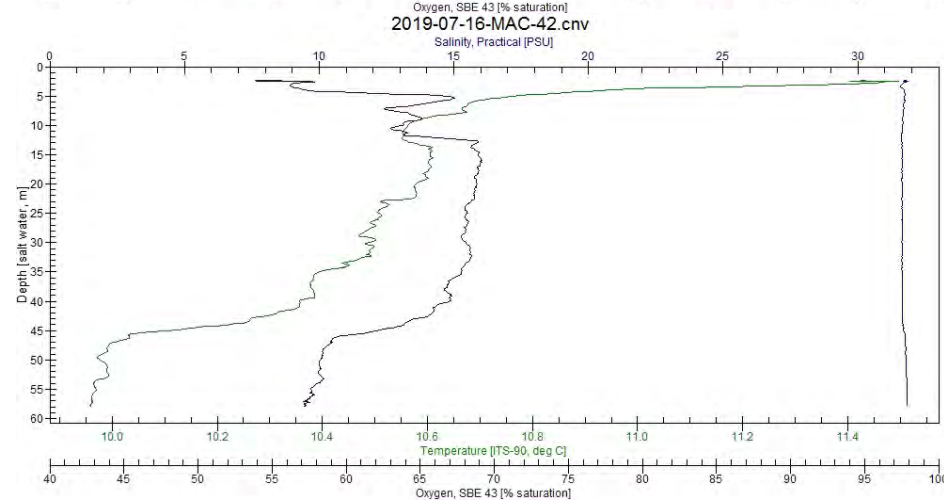 Oxygen, SBE 43 [% saturation]
2019-07-16-MAC-42.cnv
Salinity, Practical [PSU]
0 5 10 15 20 25 30
0
5
10
15
20
25
30
35
40
45
50
55
60
Depth [salt water, m]
10.0 10.2 10.4 10.6 10.8 11.0 11.2 11.4
Temperature [ITS-90, deg C]
40 45 50 55 60 65 70 75 80 85 90 95
Oxygen, SBE 43 [% saturation]